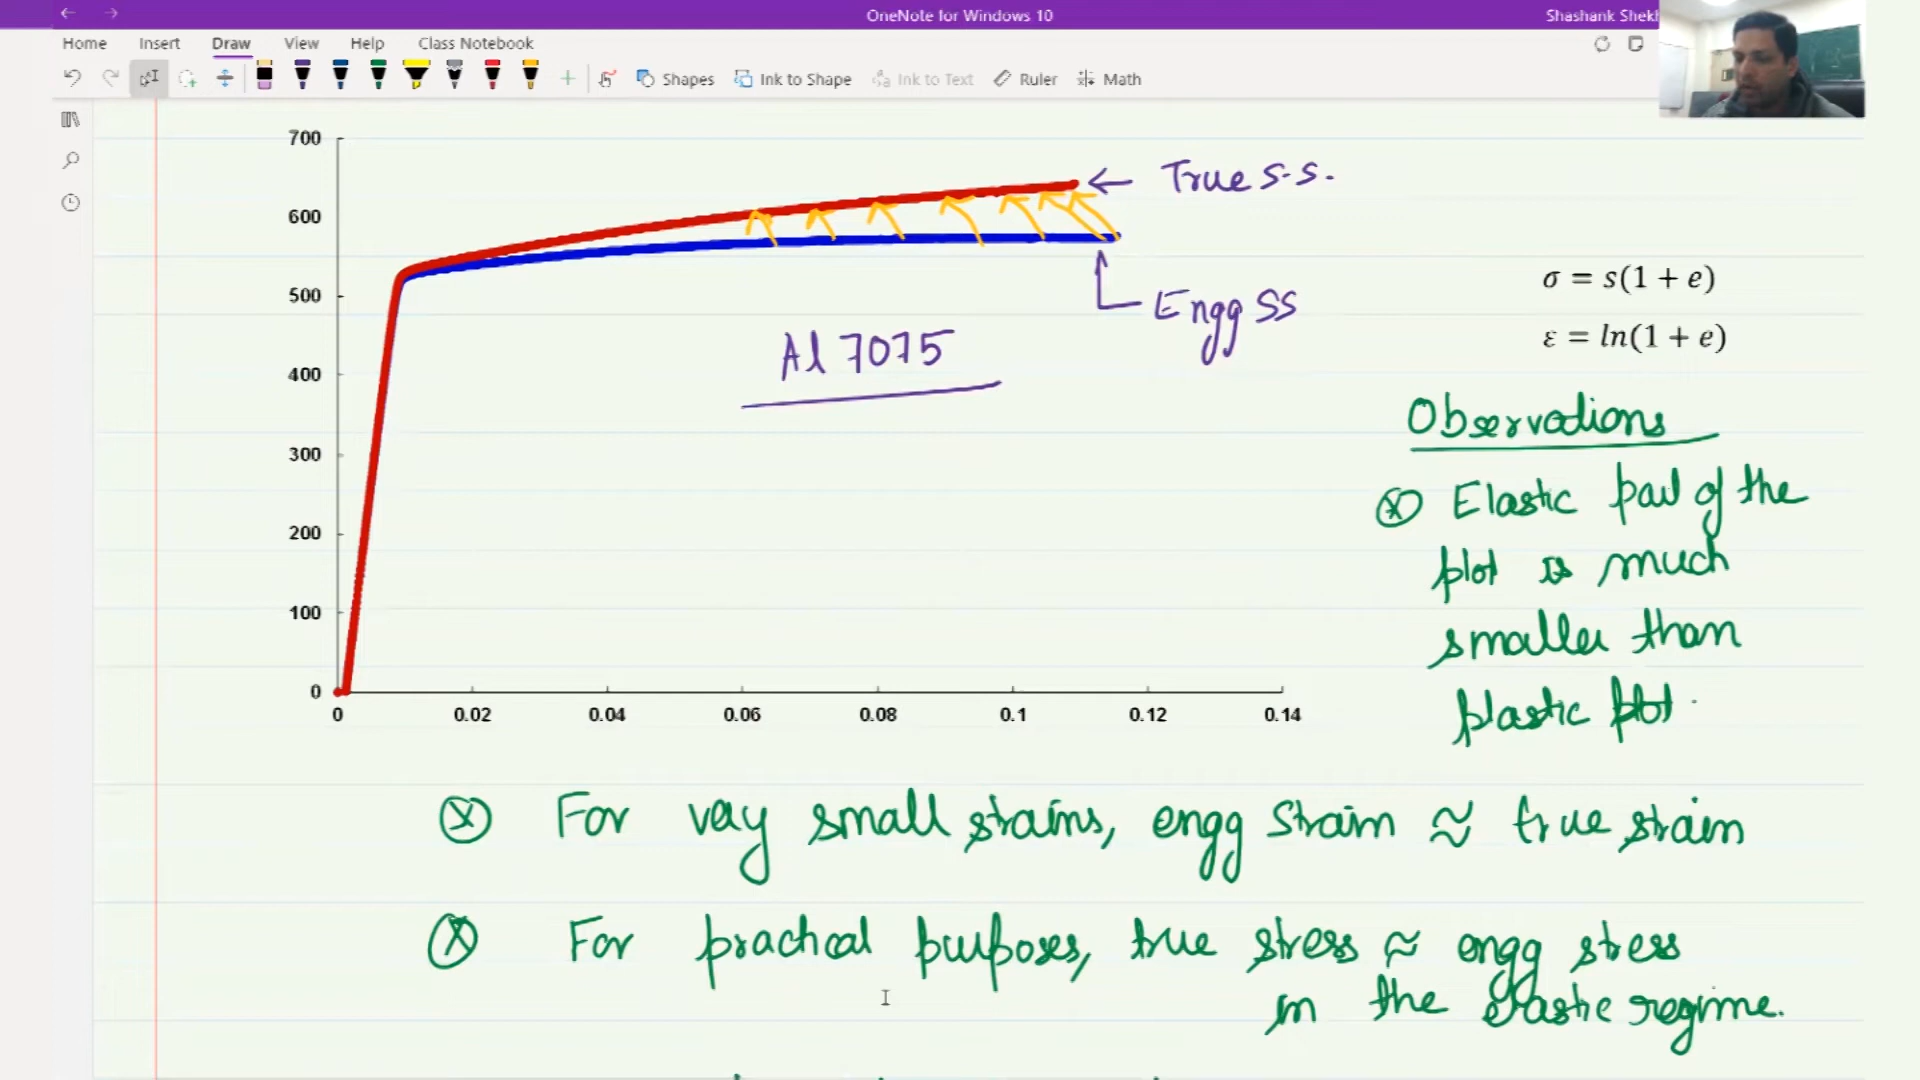 OneNote for Windows 10
Shashank Shekh
Home Insert Draw View Help Class Notebook
Shapes Ink to Shape Ink to Text Ruler Math
700
600
500
400
300
200
100
0
0 0.02 0.04 0.06 0.08 0.1 0.12 0.14
True s.s.
Engg SS
Al 7075
σ = s(1 + e)
ε = ln(1 + e)
Observations
Elastic part of the
plot is much
smaller than
plastic plot.
For very small strains, engg strain ≈ true strain
For practical purposes, true stress ≈ engg stress
in the elastic regime.